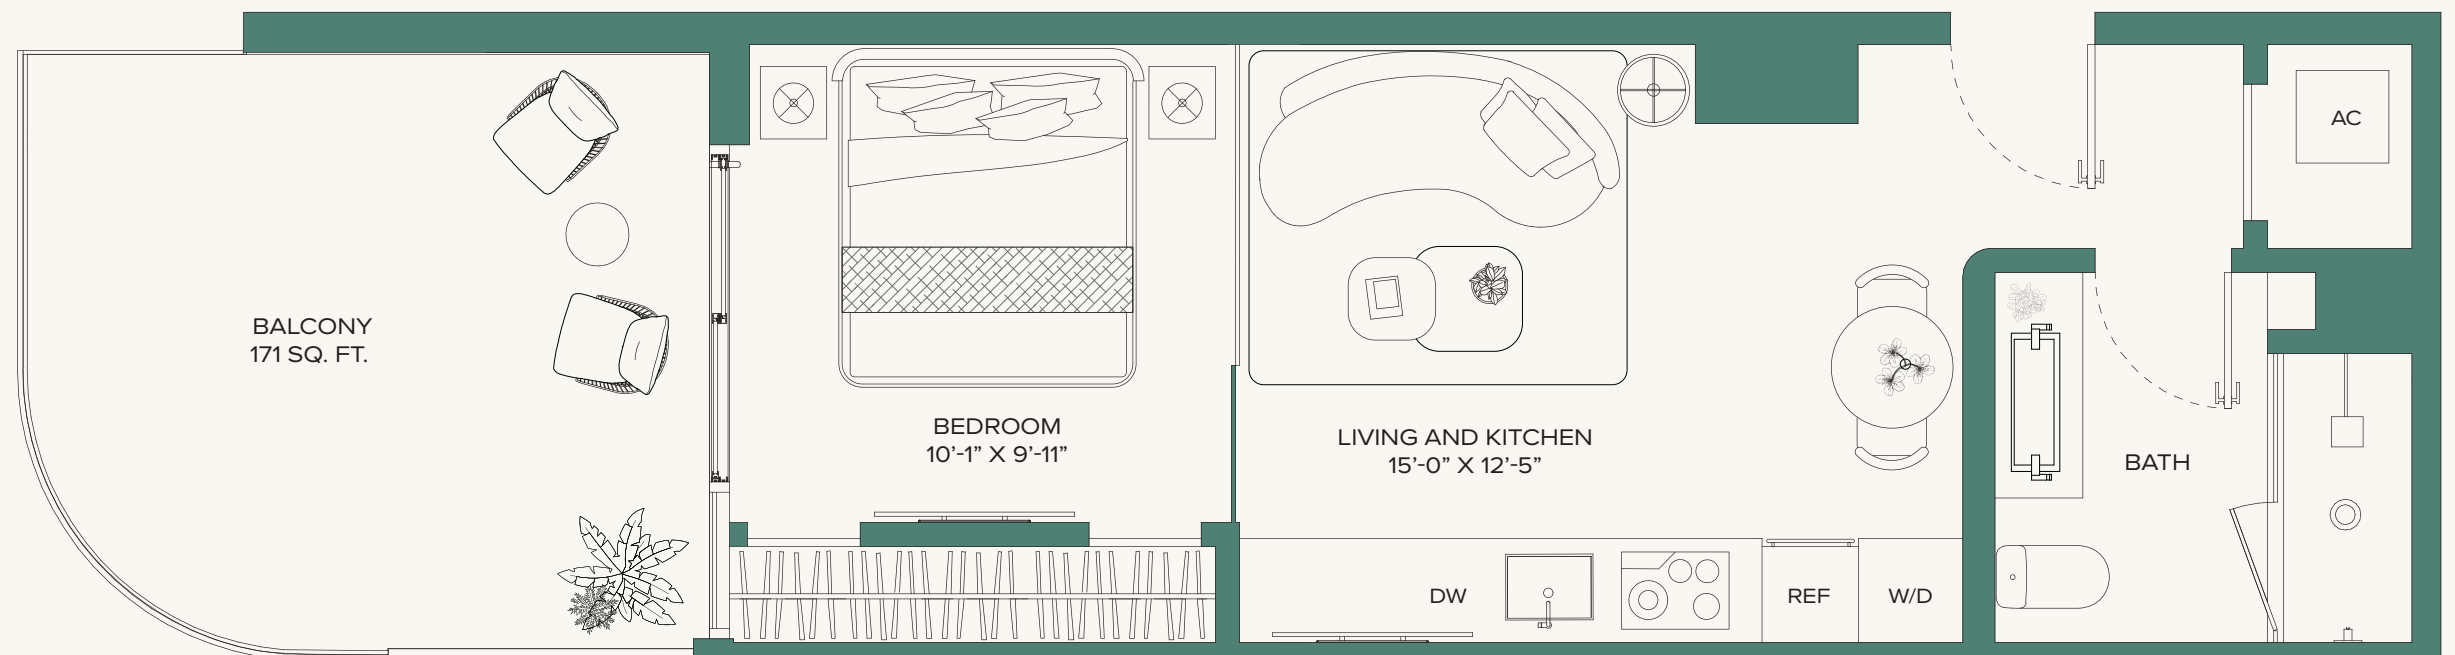 AC
BALCONY
171 SQ. FT.
BEDROOM
10’-1” X 9’-11”
LIVING AND KITCHEN
15’-0” X 12’-5”
BATH
DW
REF
W/D